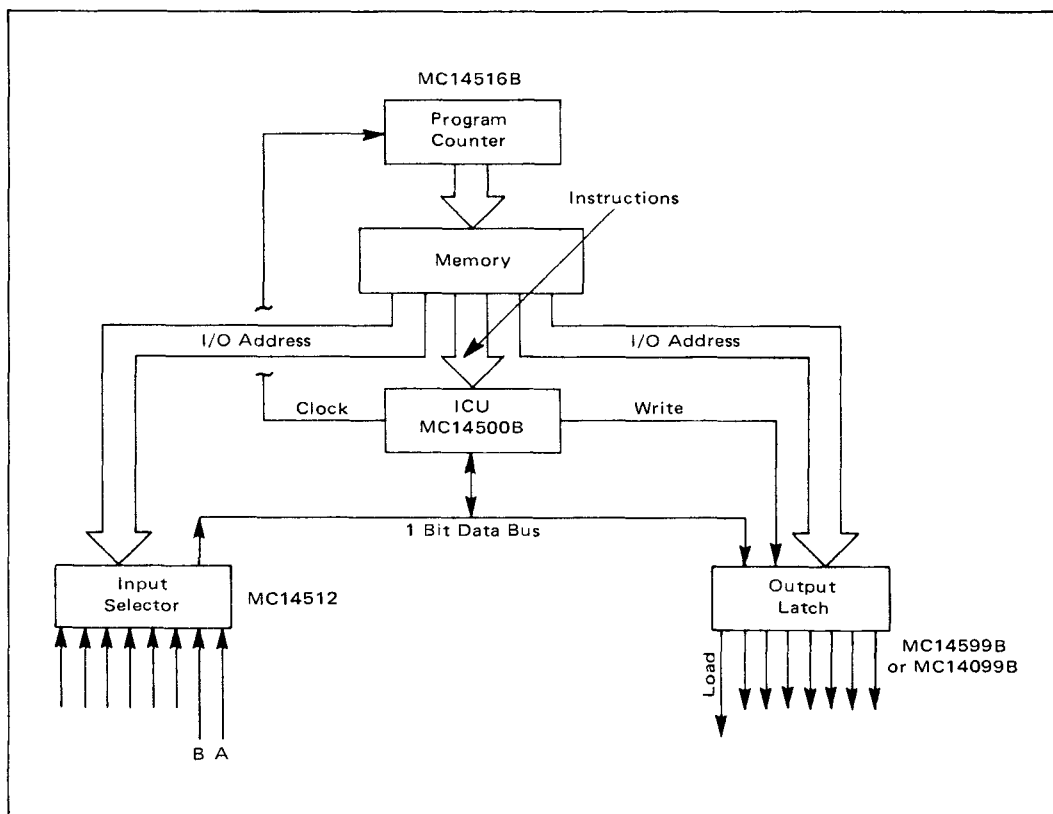 MC14516B
Program
Counter
Instructions
Memory
I/O Address
I/O Address
Clock
ICU
MC14500B
Write
1 Bit Data Bus
Input
Selector
MC14512
Output
Latch
MC14599B
or MC14099B
Load
B A